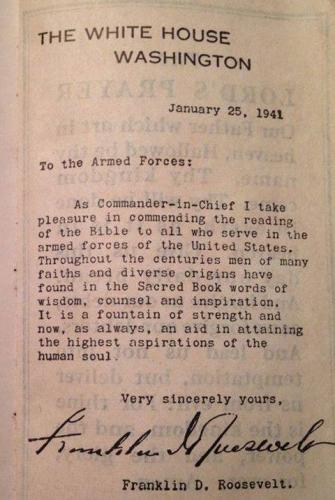 THE WHITE HOUSE
WASHINGTON
January 25, 1941
To the Armed Forces:
As Commander-in-Chief I take
pleasure in commending the reading
of the Bible to all who serve in the
armed forces of the United States.
Throughout the centuries men of many
faiths and diverse origins have
found in the Sacred Book words of
wisdom, counsel and inspiration.
It is a fountain of strength and
now, as always, an aid in attaining
the highest aspirations of the
human soul.
Very sincerely yours,
Franklin D Roosevelt
Franklin D. Roosevelt.